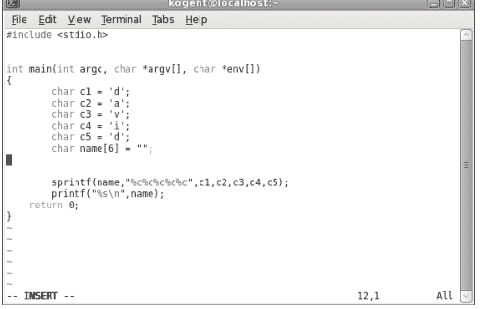 kogent@localhost:~
File Edit View Terminal Tabs Help
#include <stdio.h>
int main(int argc, char *argv[], char *env[])
{
char c1 = 'd';
char c2 = 'a';
char c3 = 'v';
char c4 = 'i';
char c5 = 'd';
char name[6] = "";
sprintf(name,"%c%c%c%c%c",c1,c2,c3,c4,c5);
printf("%s\n",name);
return 0;
}
~
~
~
~
~
~
-- INSERT -- 12,1 All